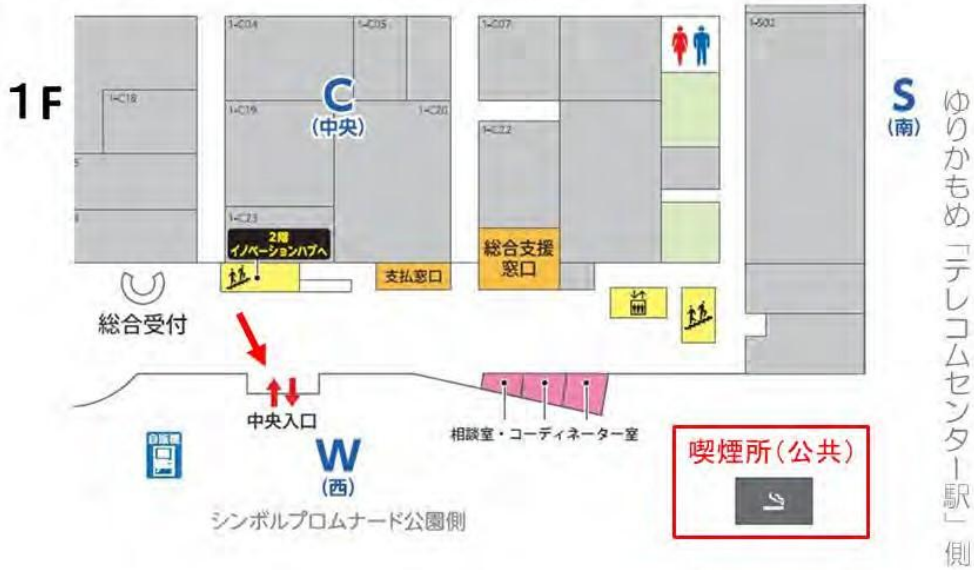 1F
1-C04
1-C05
1-C07
1-S02
1-C18
1-C19
C
(中央)
1-C20
1-C22
S
(南)
ゆりかもめ「テレコムセンター駅」側
1-C23
2階
イノベーションハブへ
支払窓口
総合支援
窓口
総合受付
中央入口
相談室・コーディネーター室
自販機
W
(西)
シンボルプロムナード公園側
喫煙所(公共)